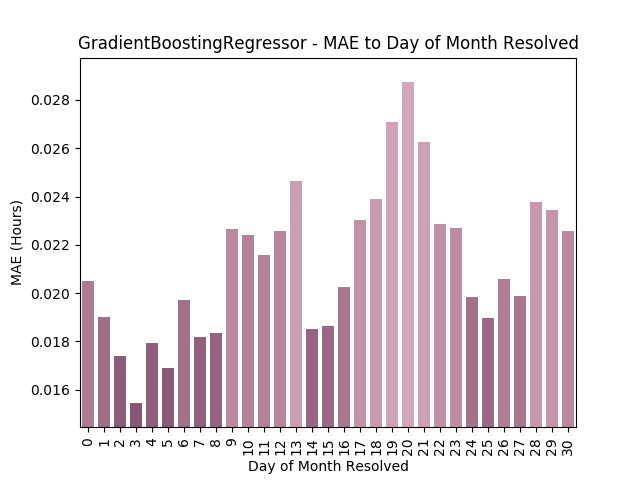 GradientBoostingRegressor - MAE to Day of Month Resolved
0.028
0.026
0.024
0.022
0.020
0.018
0.016
MAE (Hours)
0 1 2 3 4 5 6 7 8 9 10 11 12 13 14 15 16 17 18 19 20 21 22 23 24 25 26 27 28 29 30
Day of Month Resolved